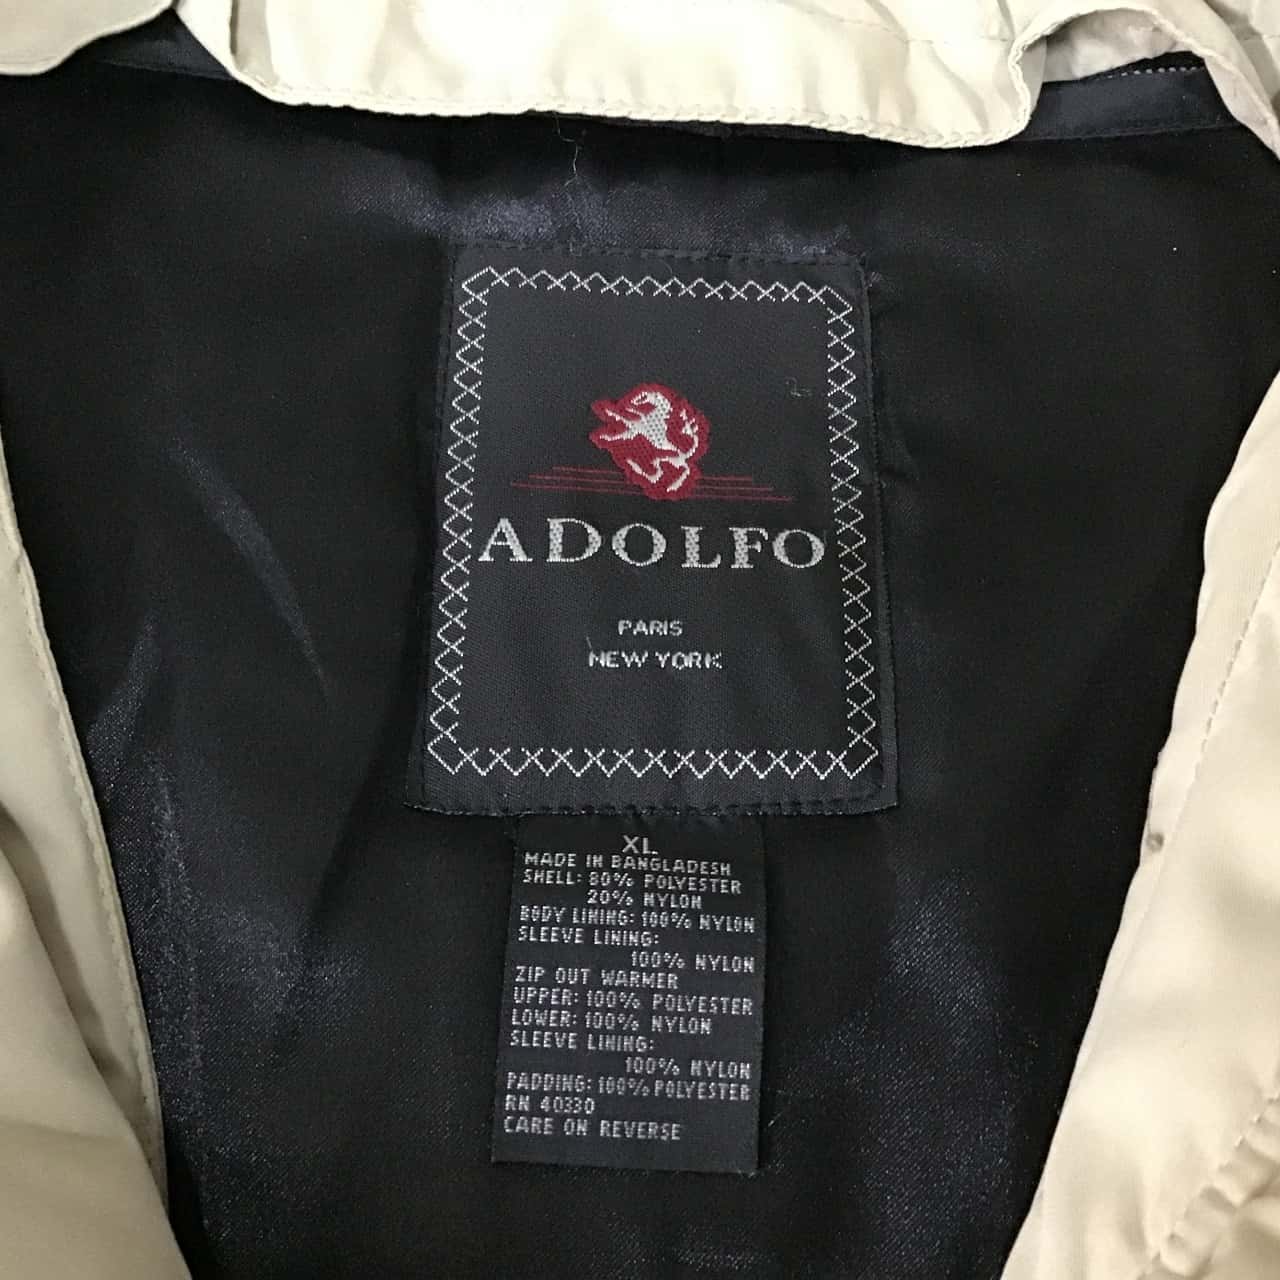 ADOLFO
PARIS
NEW YORK
XL
MADE IN BANGLADESH
SHELL: 80% POLYESTER
20% NYLON
BODY LINING: 100% NYLON
SLEEVE LINING:
100% NYLON
ZIP OUT WARMER
UPPER: 100% POLYESTER
LOWER: 100% NYLON
SLEEVE LINING:
100% NYLON
PADDING: 100% POLYESTER
RN 40330
CARE ON REVERSE